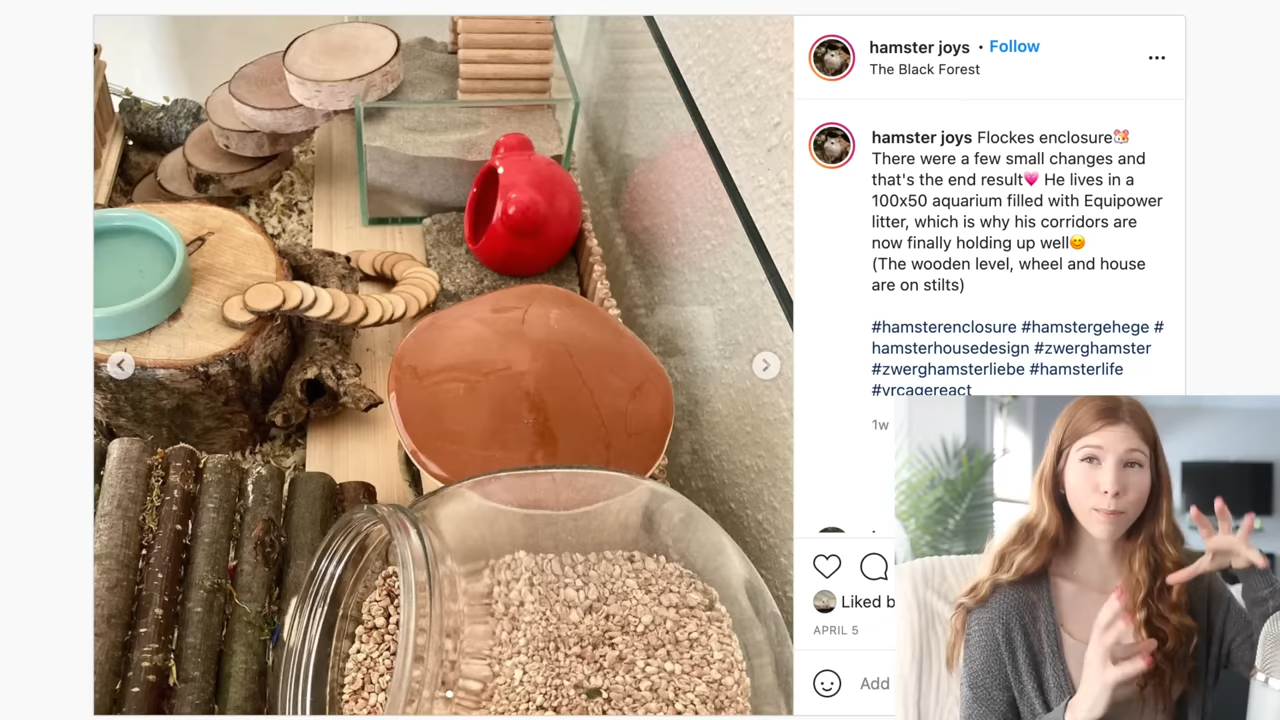 hamster joys • Follow
The Black Forest
hamster joys Flockes enclosure🐹
There were a few small changes and
that's the end result💗 He lives in a
100x50 aquarium filled with Equipower
litter, which is why his corridors are
now finally holding up well😊
(The wooden level, wheel and house
are on stilts)
#hamsterenclosure #hamstergehege #
hamsterhousedesign #zwerghamster
#zwerghamsterliebe #hamsterlife
#vrcagereact
1w
Liked b
APRIL 5
Add